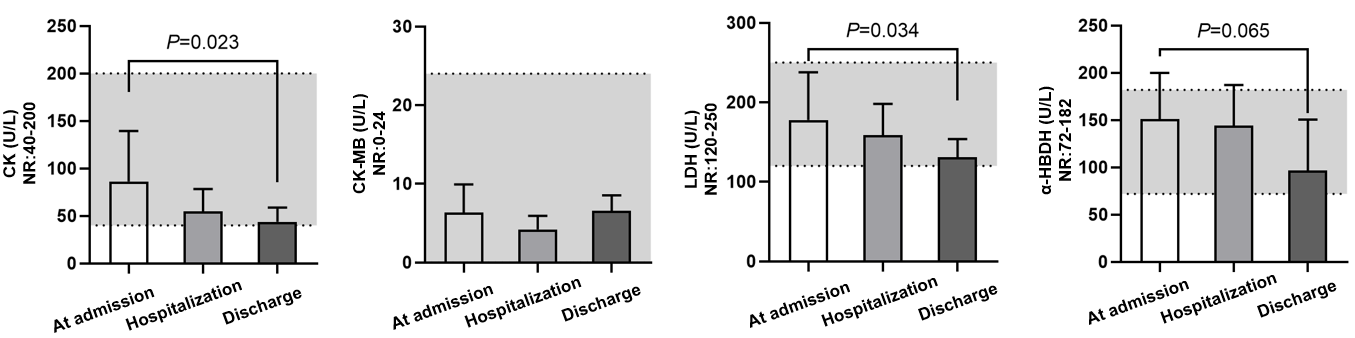 CK (U/L)
NR:40-200
250
200
150
100
50
0
P=0.023
At admission
Hospitalization
Discharge
CK-MB (U/L)
NR:0-24
30
20
10
0
At admission
Hospitalization
Discharge
LDH (U/L)
NR:120-250
300
200
100
0
P=0.034
At admission
Hospitalization
Discharge
α-HBDH (U/L)
NR:72-182
250
200
150
100
50
0
P=0.065
At admission
Hospitalization
Discharge